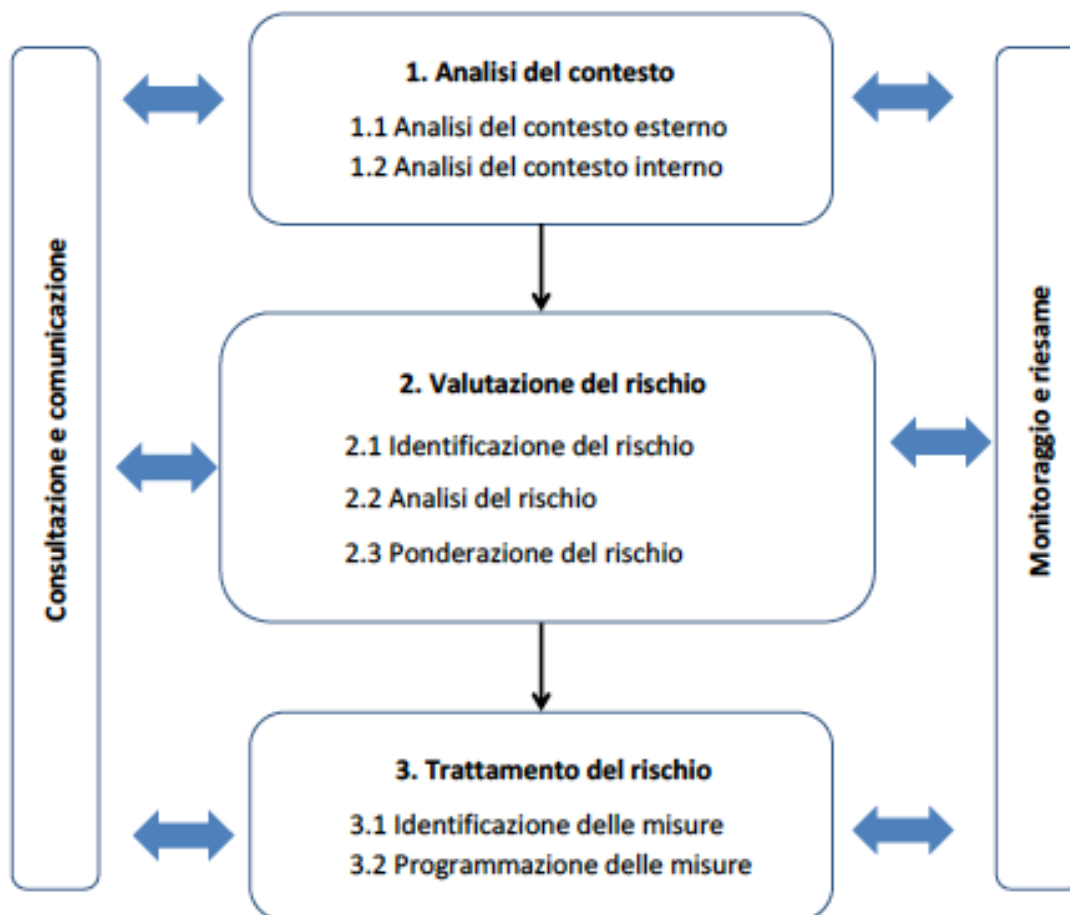 Consultazione e comunicazione
1. Analisi del contesto
1.1 Analisi del contesto esterno
1.2 Analisi del contesto interno
2. Valutazione del rischio
2.1 Identificazione del rischio
2.2 Analisi del rischio
2.3 Ponderazione del rischio
3. Trattamento del rischio
3.1 Identificazione delle misure
3.2 Programmazione delle misure
Monitoraggio e riesame